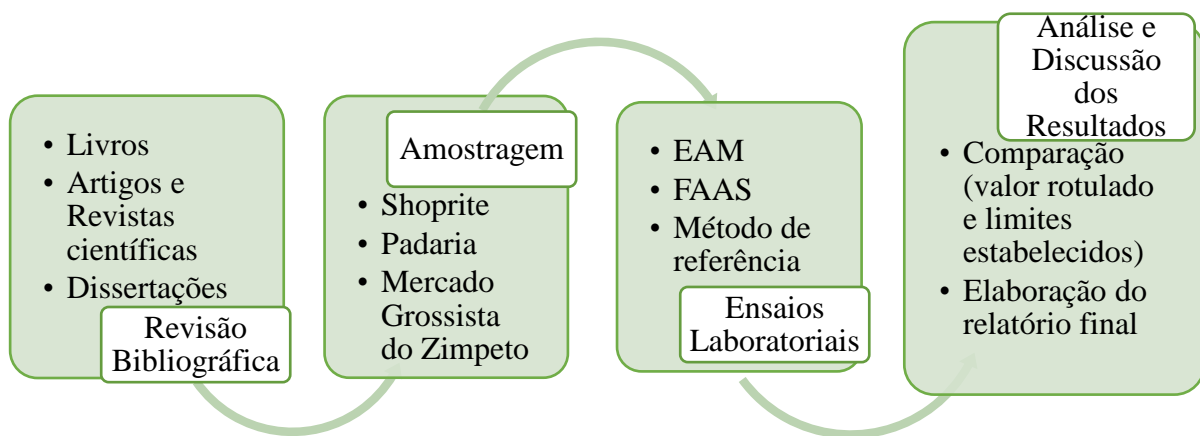 • Livros
• Artigos e
Revistas
científicas
• Dissertações
Revisão
Bibliográfica
Amostragem
• Shoprite
• Padaria
• Mercado
Grossista
do Zimpeto
• EAM
• FAAS
• Método de
referência
Ensaios
Laboratoriais
Análise e
Discussão
dos
Resultados
• Comparação
(valor rotulado
e limites
estabelecidos)
• Elaboração do
relatório final